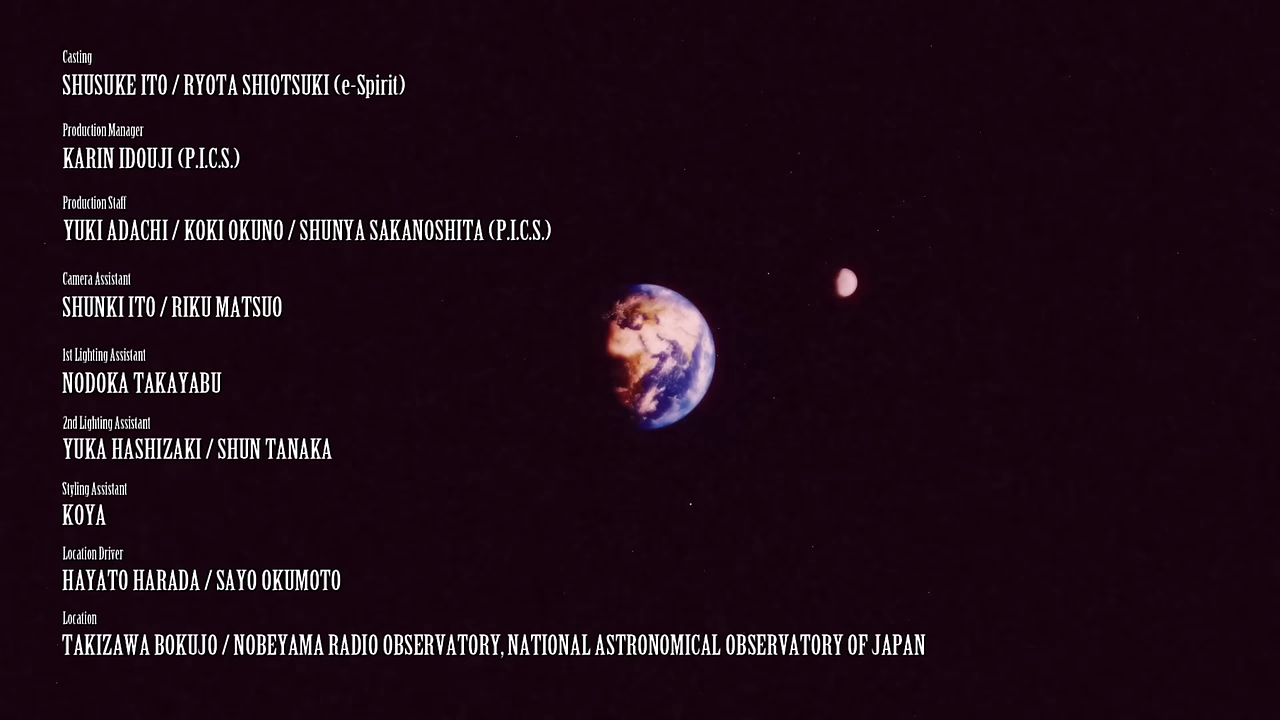 Casting
SHUSUKE ITO / RYOTA SHIOTSUKI (e-Spirit)
Production Manager
KARIN IDOUJI (P.I.C.S.)
Production Staff
YUKI ADACHI / KOKI OKUNO / SHUNYA SAKANOSHITA (P.I.C.S.)
Camera Assistant
SHUNKI ITO / RIKU MATSUO
1st Lighting Assistant
NODOKA TAKAYABU
2nd Lighting Assistant
YUKA HASHIZAKI / SHUN TANAKA
Styling Assistant
KOYA
Location Driver
HAYATO HARADA / SAYO OKUMOTO
Location
TAKIZAWA BOKUJO / NOBEYAMA RADIO OBSERVATORY, NATIONAL ASTRONOMICAL OBSERVATORY OF JAPAN